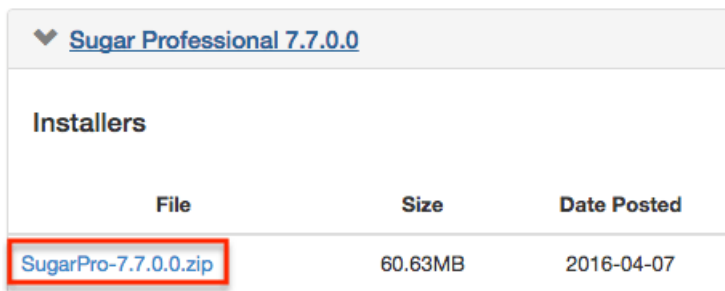 Sugar Professional 7.7.0.0
Installers
File Size Date Posted
SugarPro-7.7.0.0.zip 60.63MB 2016-04-07